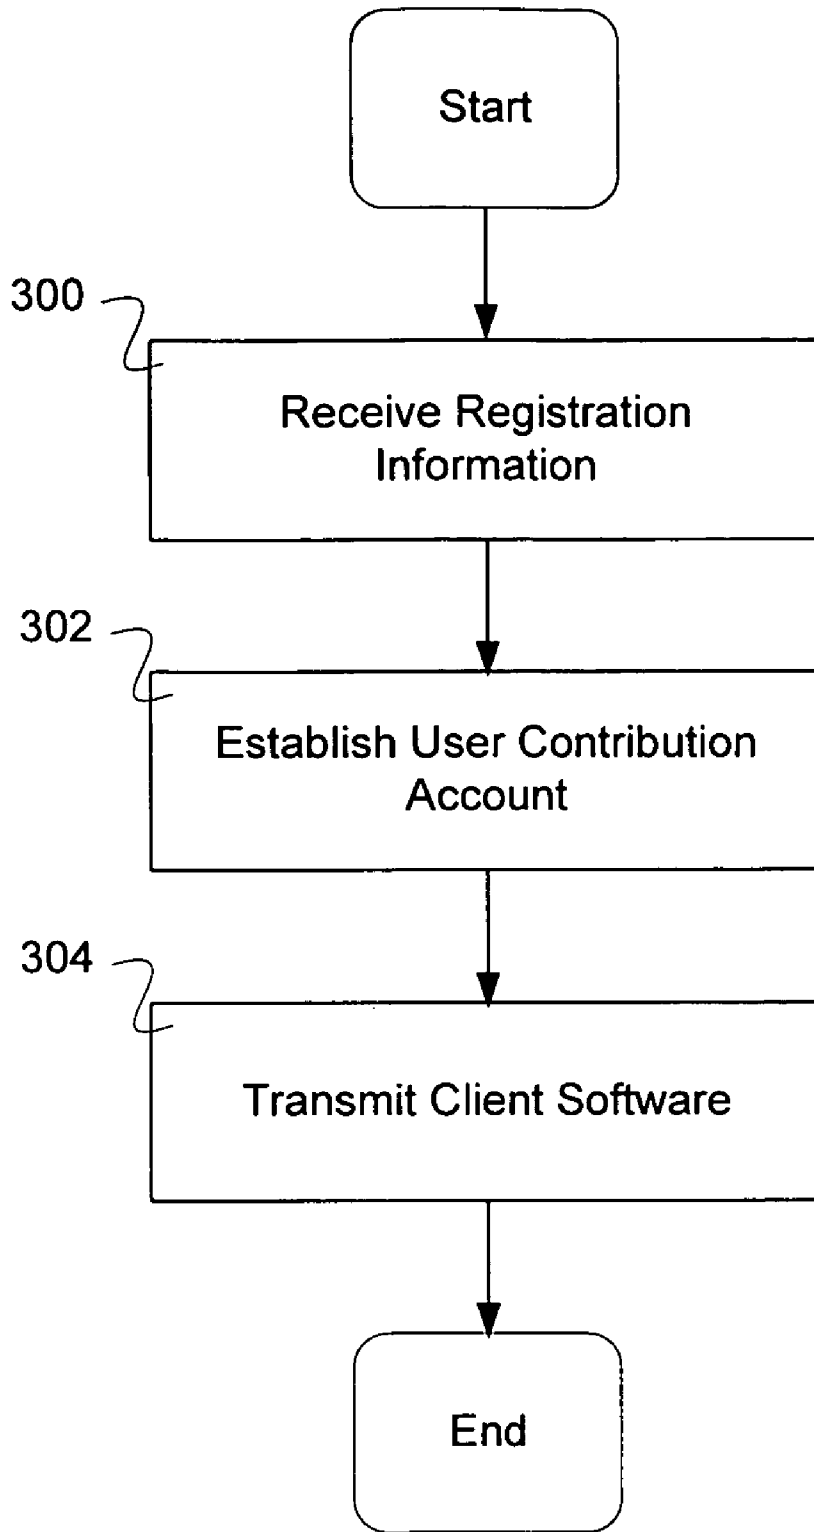 Start
300
Receive Registration
Information
302
Establish User Contribution
Account
304
Transmit Client Software
End